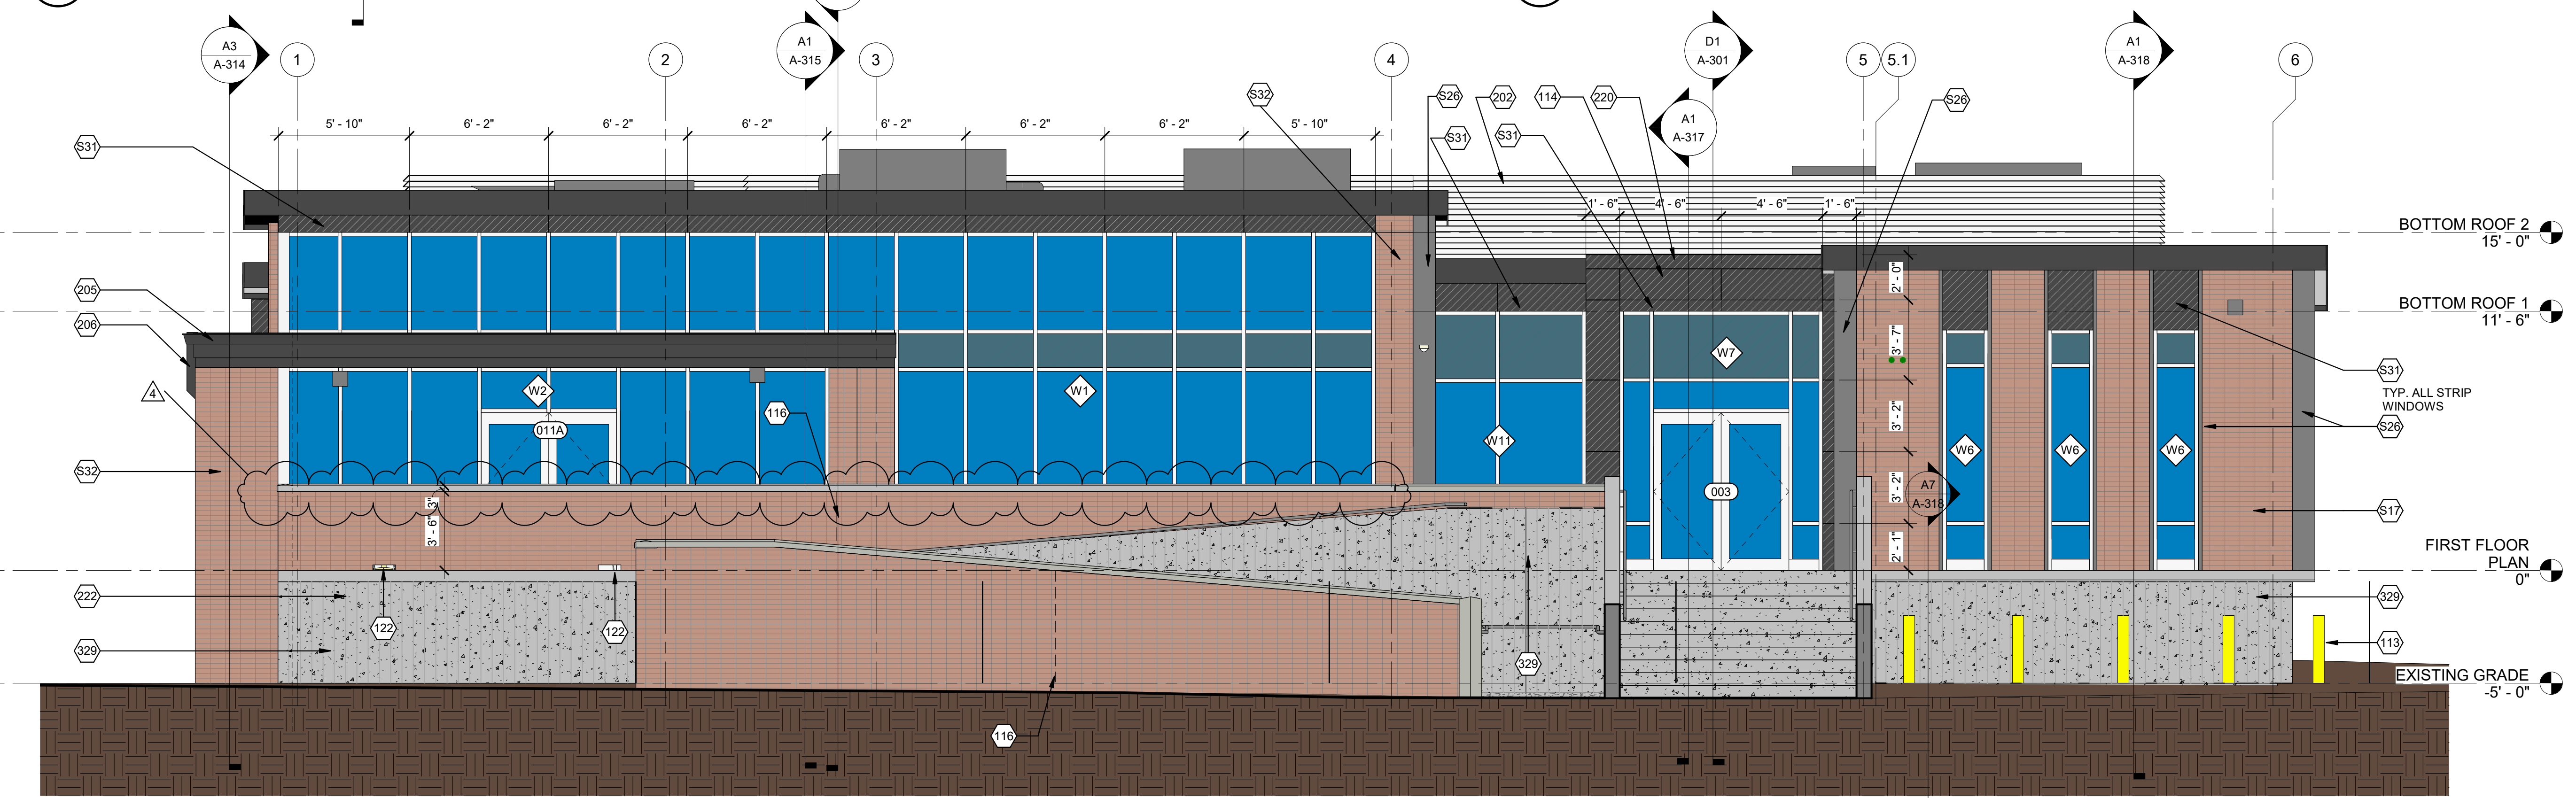 A3
A-314
1
2
A1
A-315
3
4
D1
A-301
5
5.1
A1
A-318
6
S32
S26
202
114
220
S26
5' - 10"
6' - 2"
6' - 2"
6' - 2"
6' - 2"
6' - 2"
6' - 2"
5' - 10"
S31
S31
S31
A1
A-317
1' - 6"
4' - 6"
4' - 6"
1' - 6"
BOTTOM ROOF 2
15' - 0"
2' - 0"
205
BOTTOM ROOF 1
11' - 6"
206
3' - 7"
W7
S31
4
W2
W1
TYP. ALL STRIP
WINDOWS
116
3' - 2"
S26
011A
W11
W6
W6
W6
S32
3' - 2"
003
A7
A-318
3"
3' - 6"
S17
2' - 1"
FIRST FLOOR
PLAN
0"
222
329
122
122
113
329
329
EXISTING GRADE
-5' - 0"
116